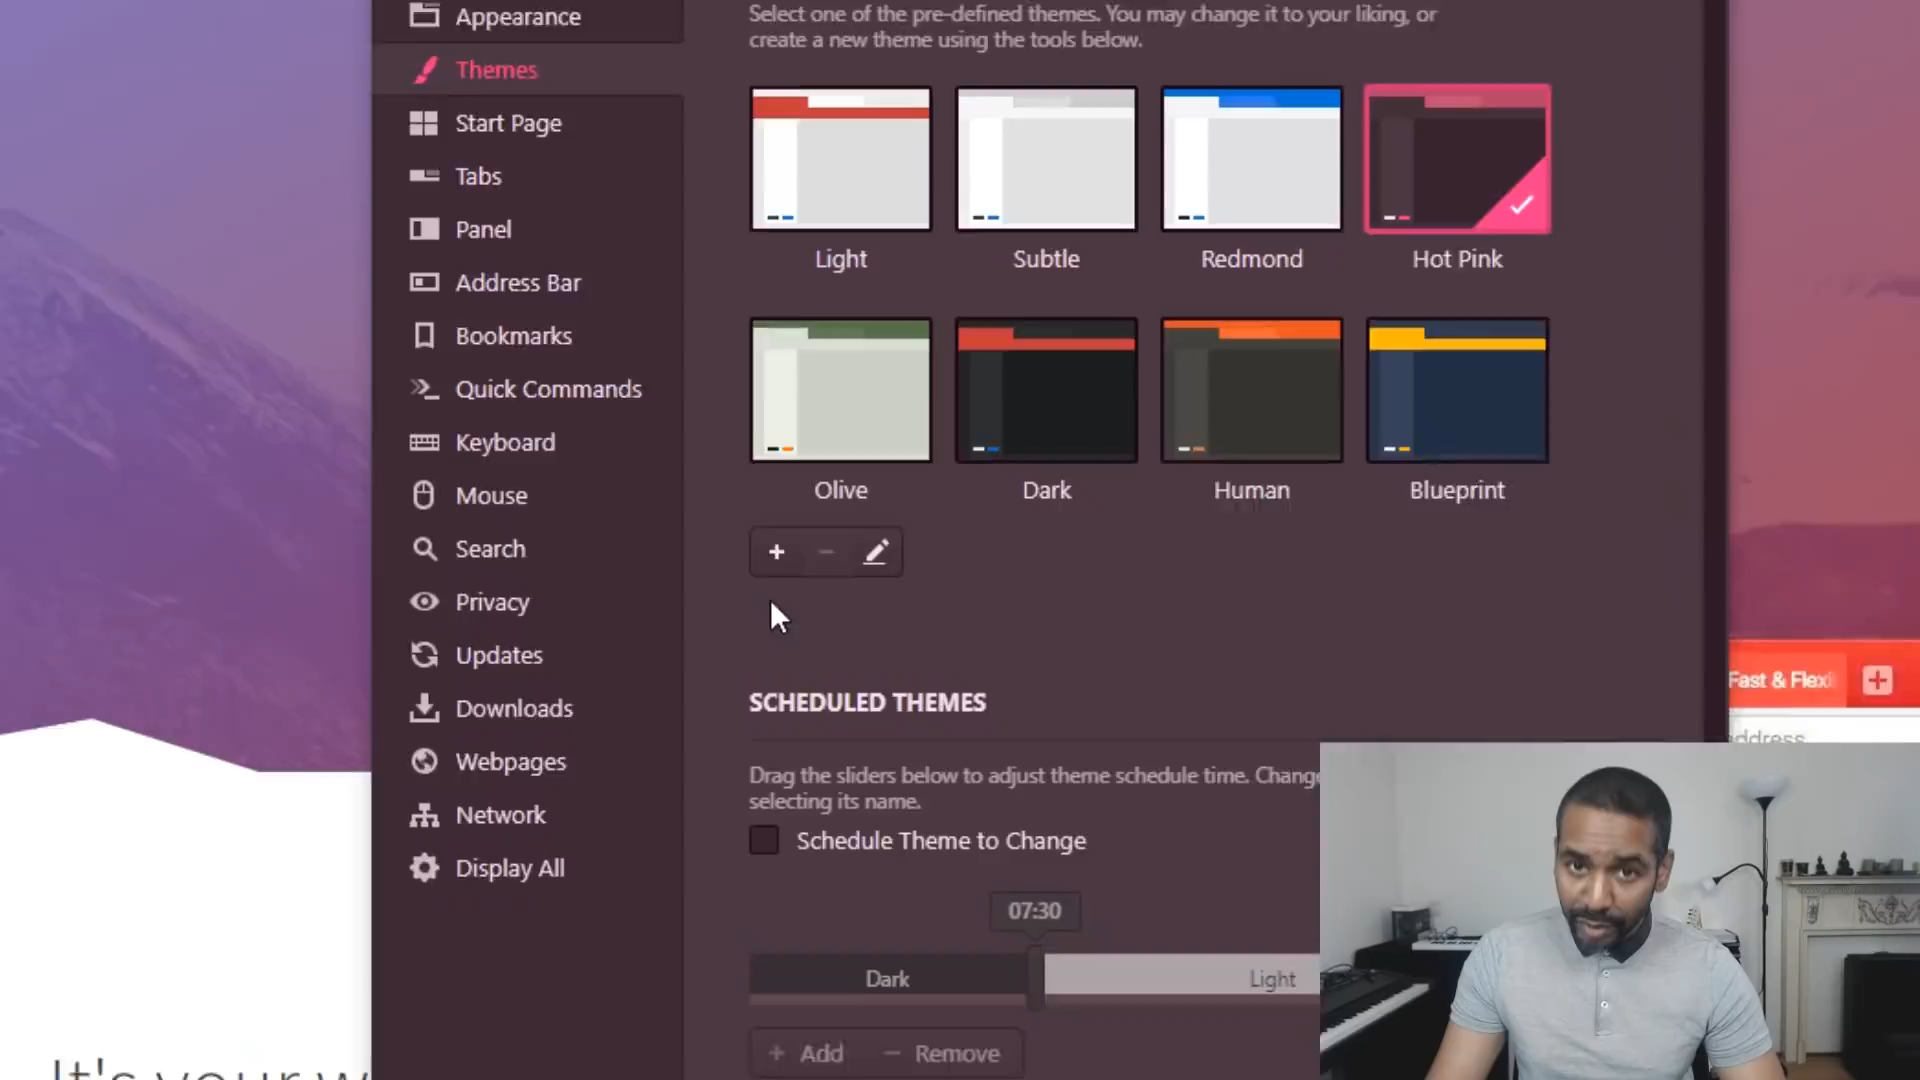 Appearance
Themes
Start Page
Tabs
Panel
Address Bar
Bookmarks
Quick Commands
Keyboard
Mouse
Search
Privacy
Updates
Downloads
Webpages
Network
Display All
Select one of the pre-defined themes. You may change it to your liking, or
create a new theme using the tools below.
Light
Subtle
Redmond
Hot Pink
Olive
Dark
Human
Blueprint
SCHEDULED THEMES
Drag the sliders below to adjust theme schedule time. Change
selecting its name.
Schedule Theme to Change
07:30
Dark
Light
+ Add
− Remove
Fast & Flexi
address
It's your w